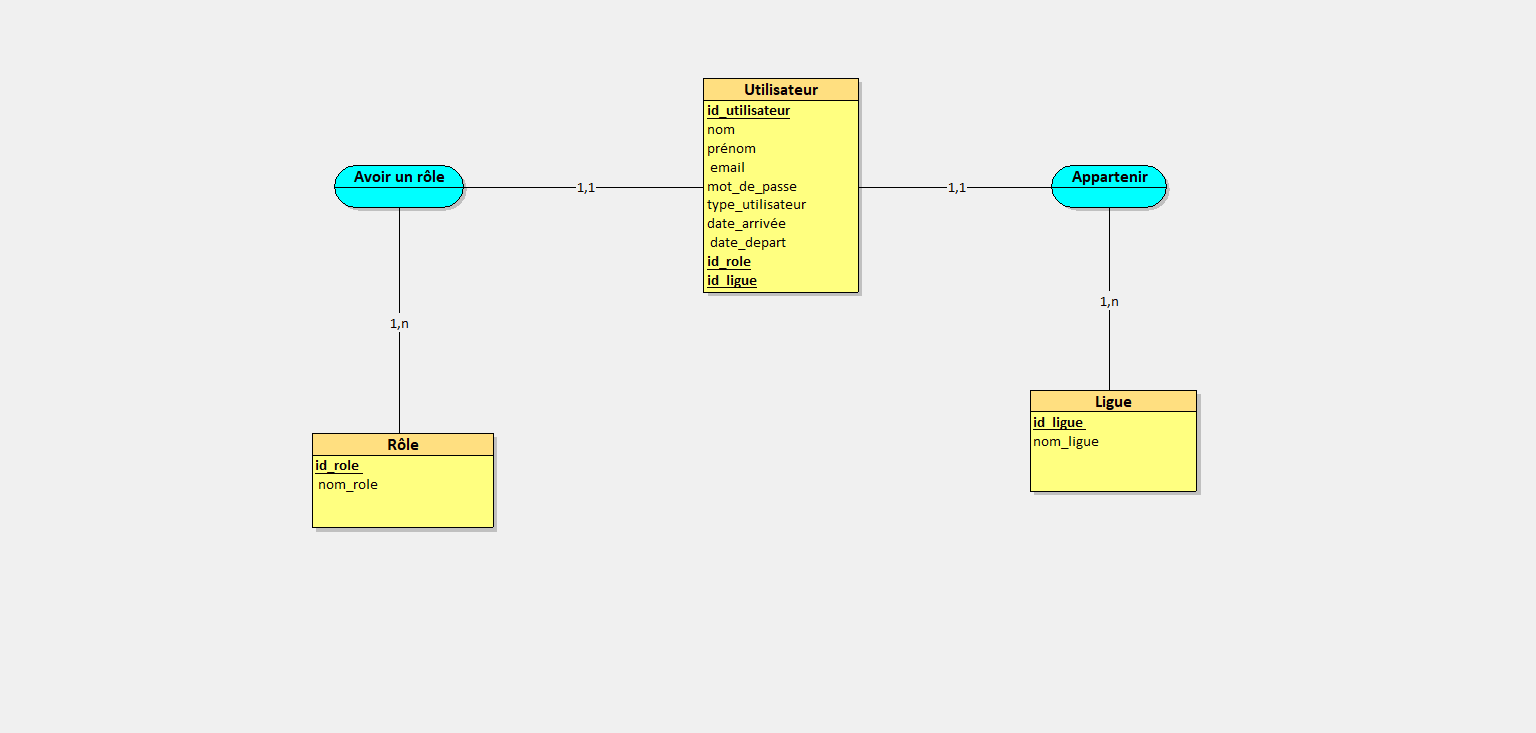 Utilisateur
id_utilisateur
nom
prénom
email
mot_de_passe
type_utilisateur
date_arrivée
date_depart
id_role
id_ligue
Avoir un rôle
1,1
1,1
Appartenir
1,n
1,n
Rôle
id_role
nom_role
Ligue
id_ligue
nom_ligue